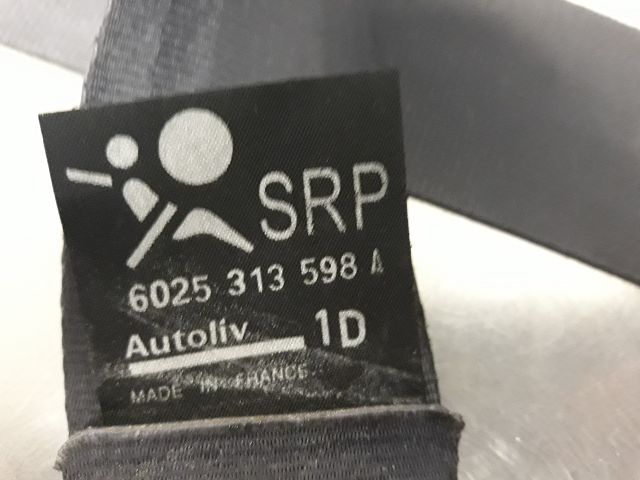 SRP
6025 313 598 A
Autoliv 1D
MADE IN FRANCE